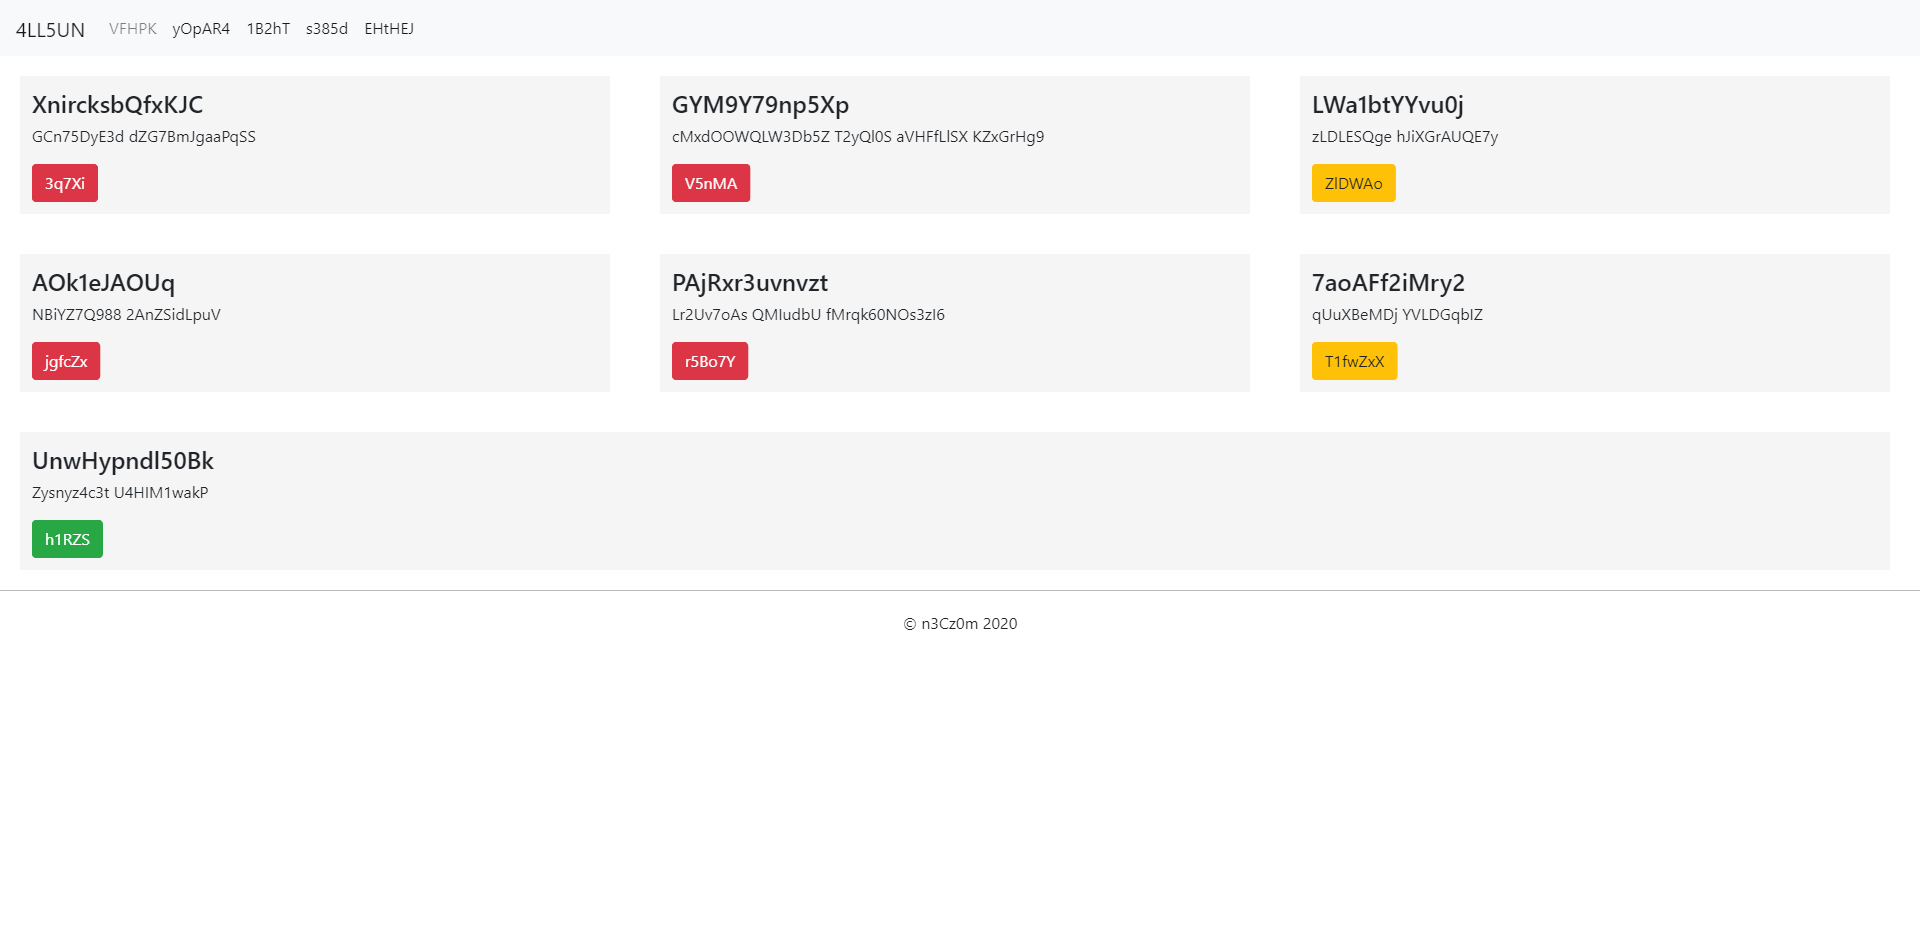 4LL5UN VFHPK yOpAR4 1B2hT s385d EHtHEJ
XnircksbQfxKJC
GCn75DyE3d dZG7BmJgaaPqSS
3q7Xi
GYM9Y79np5Xp
cMxdOOWQLW3Db5Z T2yQl0S aVHFfLlSX KZxGrHg9
V5nMA
LWa1btYYvu0j
zLDLESQge hJiXGrAUQE7y
ZlDWAo
AOk1eJAOUq
NBiYZ7Q988 2AnZSidLpuV
jgfcZx
PAjRxr3uvnvzt
Lr2Uv7oAs QMIudbU fMrqk60NOs3zI6
r5Bo7Y
7aoAFf2iMry2
qUuXBeMDj YVLDGqbIZ
T1fwZxX
UnwHypndl50Bk
Zysnyz4c3t U4HIM1wakP
h1RZS
© n3Cz0m 2020